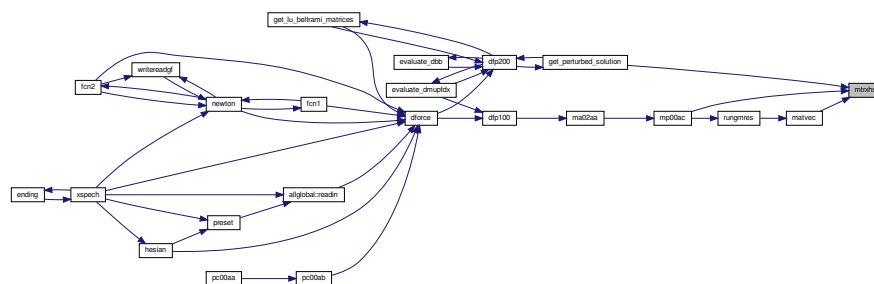 get_lu_beltrami_matrices
writereadgf
evaluate_dbb
dfp200
get_perturbed_solution
fcn2
evaluate_dmupfdx
mtrxhs
newton
fcn1
dforce
dfp100
ma02aa
mp00ac
rungmres
matvec
ending
xspech
allglobal::readin
preset
hesian
pc00aa
pc00ab